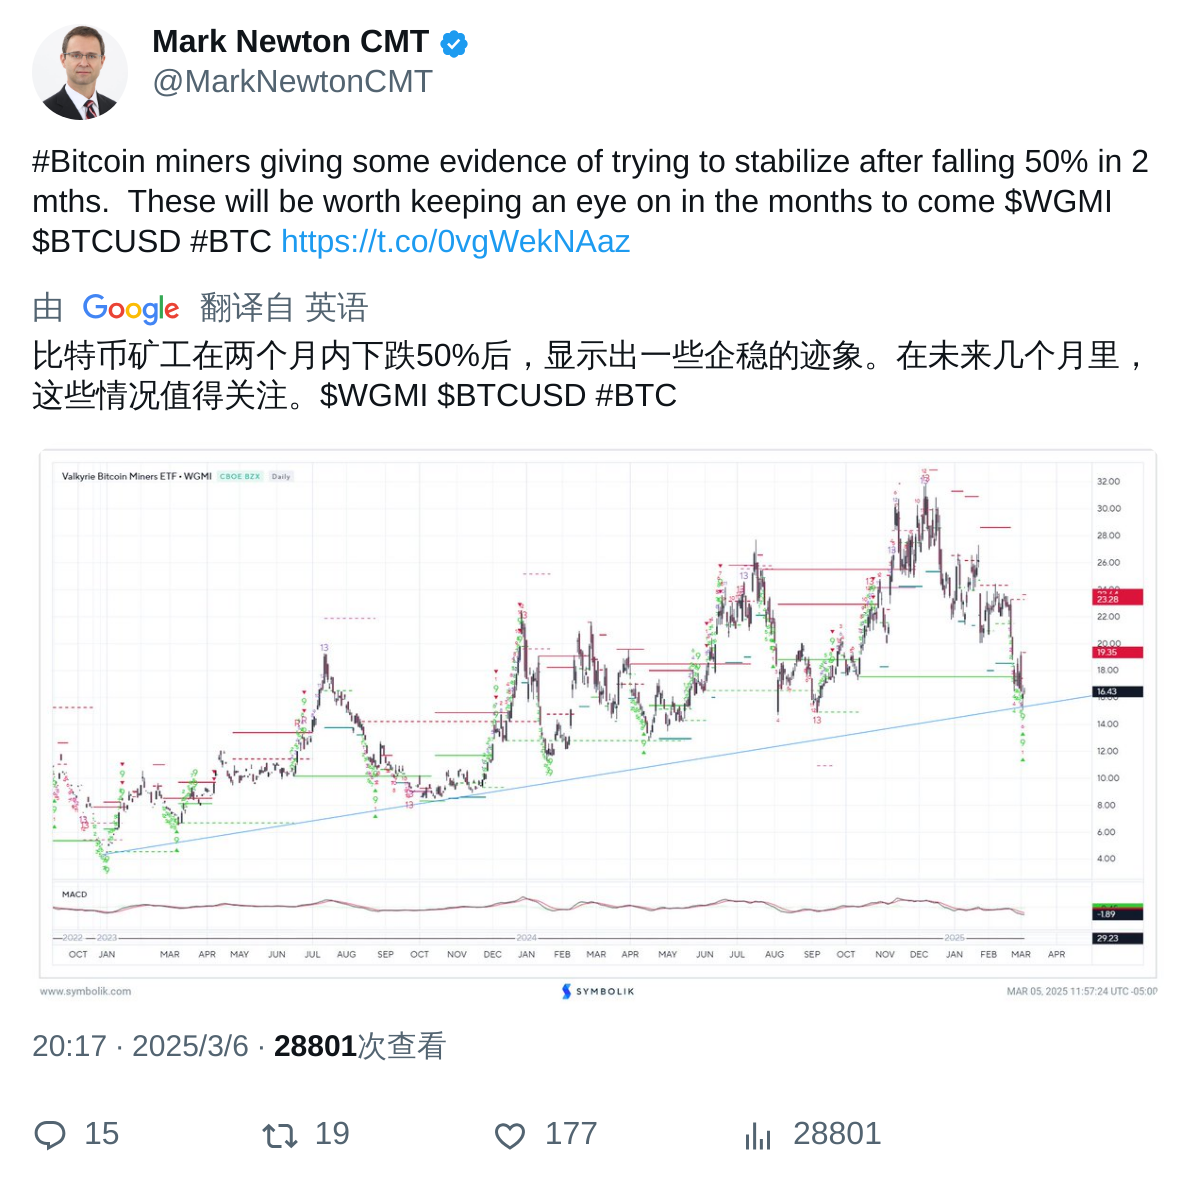 Mark Newton CMT
@MarkNewtonCMT
#Bitcoin miners giving some evidence of trying to stabilize after falling 50% in 2
mths.  These will be worth keeping an eye on in the months to come $WGMI
$BTCUSD #BTC https://t.co/0vgWekNAaz
由 Google 翻译自 英语
比特币矿工在两个月内下跌50%后，显示出一些企稳的迹象。在未来几个月里，
这些情况值得关注。$WGMI $BTCUSD #BTC
Valkyrie Bitcoin Miners ETF • WGMI CBOE BZX Daily
32.00
30.00
28.00
26.00
23.28
22.00
20.00
19.35
18.00
16.43
14.00
12.00
10.00
8.00
6.00
4.00
13
13
13
13
13
MACD
-1.89
2022 2023 2024 2025
29.23
OCT JAN MAR APR MAY JUN JUL AUG SEP OCT NOV DEC JAN FEB MAR APR MAY JUN JUL AUG SEP OCT NOV DEC JAN FEB MAR APR
www.symbolik.com SYMBOLIK MAR 05, 2025 11:57:24 UTC -05:00
20:17 · 2025/3/6 · 28801次查看
15 19 177 28801